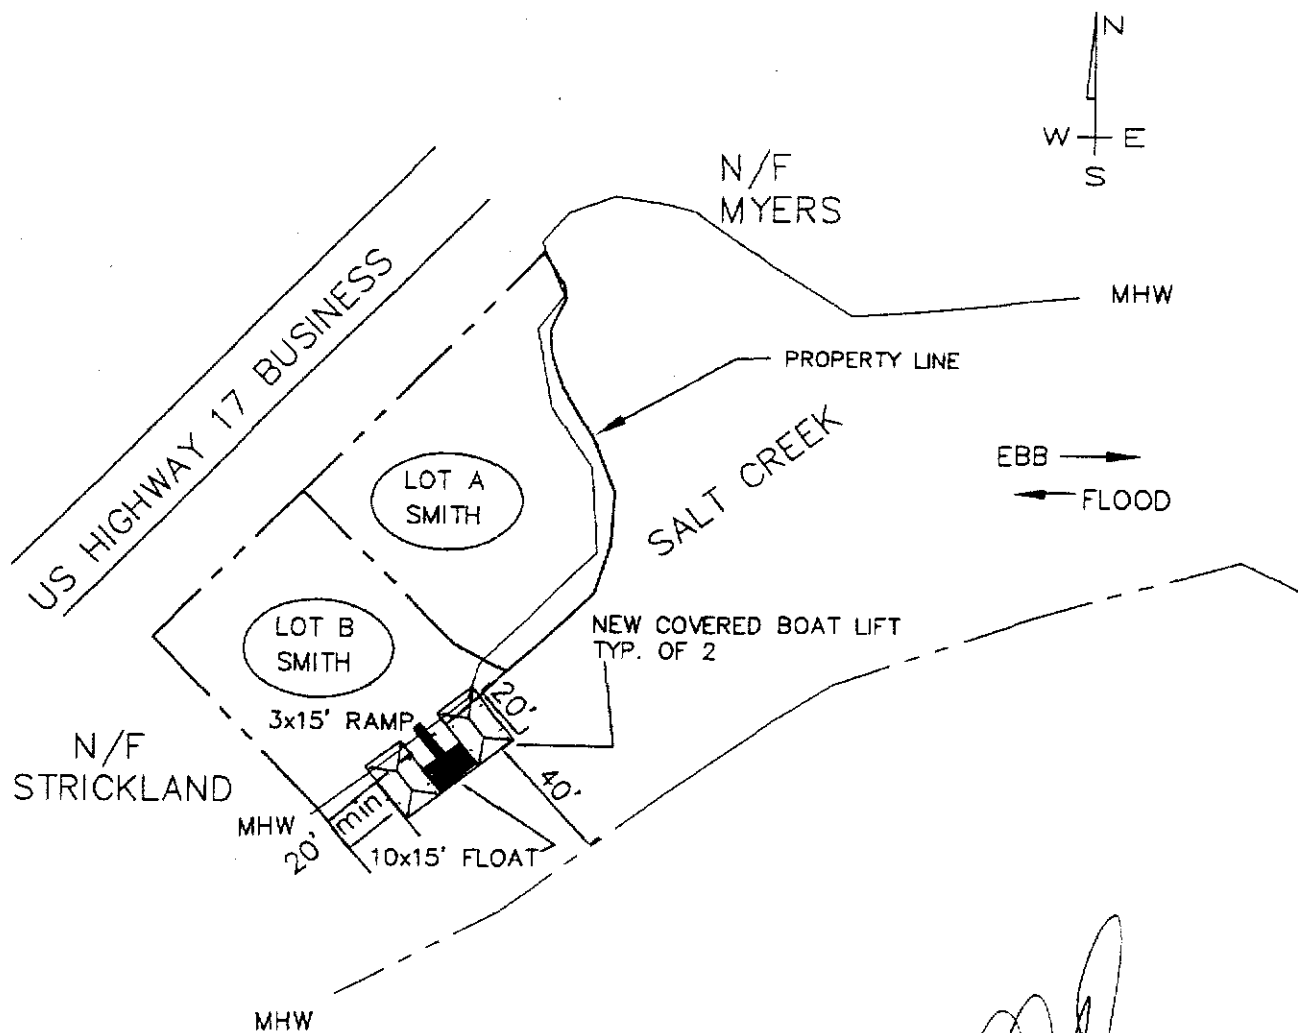 N
W E
S
N/F
MYERS
MHW
US HIGHWAY 17 BUSINESS
PROPERTY LINE
SALT CREEK
EBB
FLOOD
LOT A
SMITH
LOT B
SMITH
NEW COVERED BOAT LIFT
TYP. OF 2
3x15' RAMP
20'
N/F
STRICKLAND
40'
MHW
20' min
10x15' FLOAT
MHW